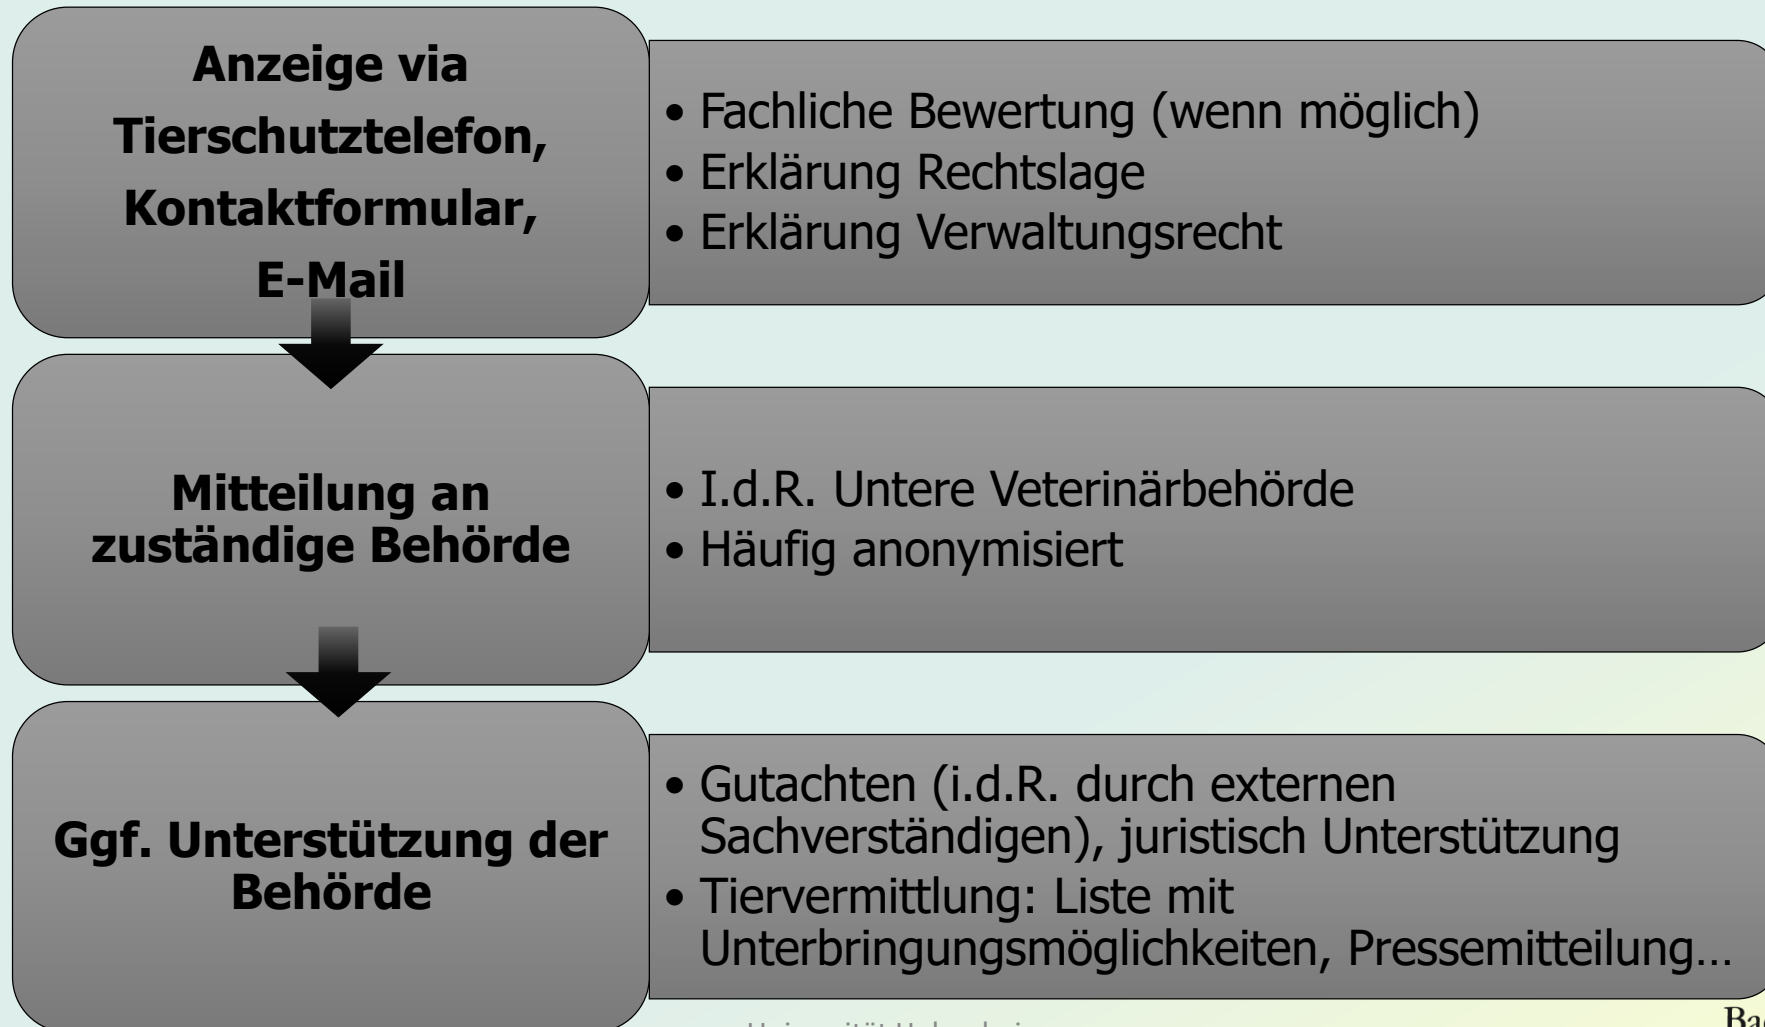 Anzeige via
Tierschutztelefon,
Kontaktformular,
E-Mail
• Fachliche Bewertung (wenn möglich)
• Erklärung Rechtslage
• Erklärung Verwaltungsrecht
Mitteilung an
zuständige Behörde
• I.d.R. Untere Veterinärbehörde
• Häufig anonymisiert
Ggf. Unterstützung der
Behörde
• Gutachten (i.d.R. durch externen
Sachverständigen), juristisch Unterstützung
• Tiervermittlung: Liste mit
Unterbringungsmöglichkeiten, Pressemitteilung…